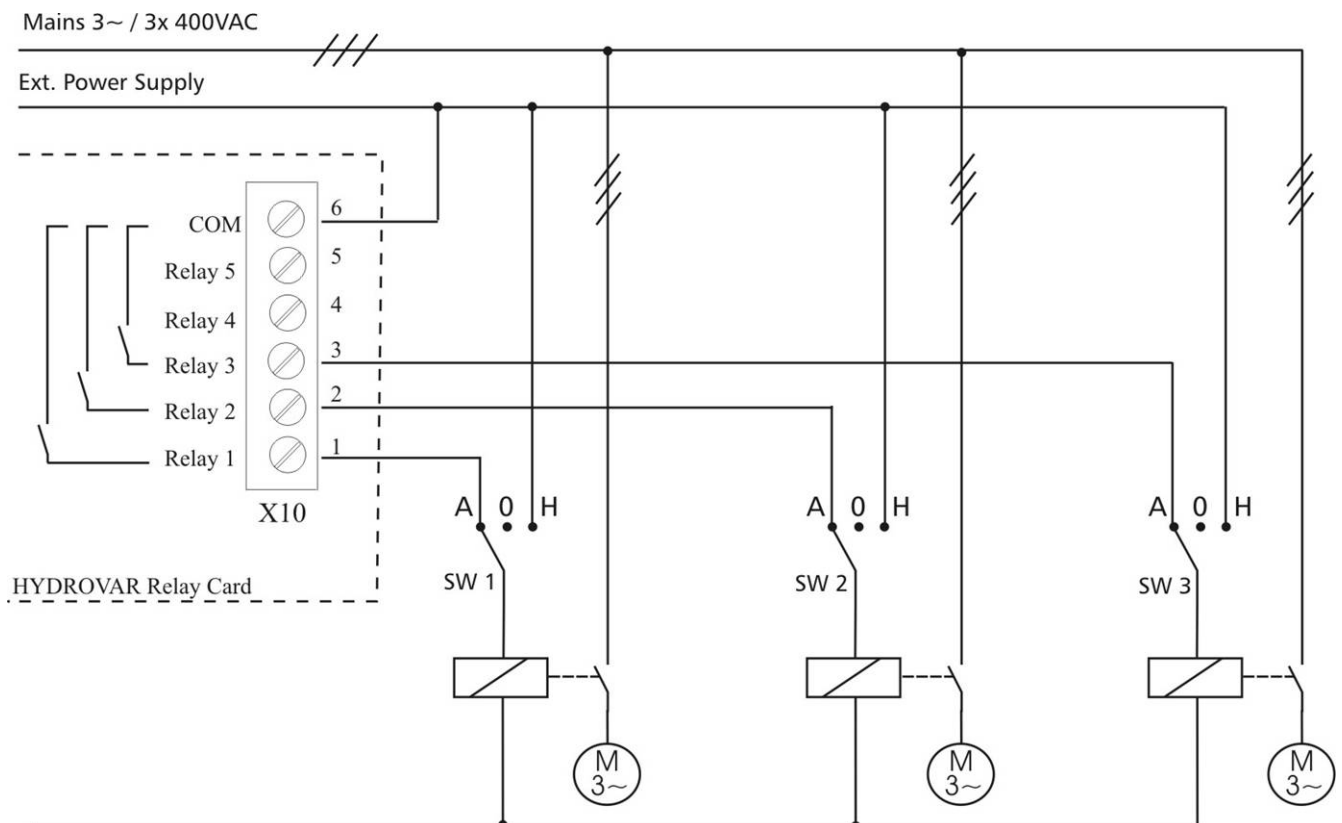 Mains 3~ / 3x 400VAC
Ext. Power Supply
COM 6
Relay 5 5
Relay 4 4
Relay 3 3
Relay 2 2
Relay 1 1
X10
A 0 H
A 0 H
A 0 H
SW 1
SW 2
SW 3
HYDROVAR Relay Card
M
3~
M
3~
M
3~